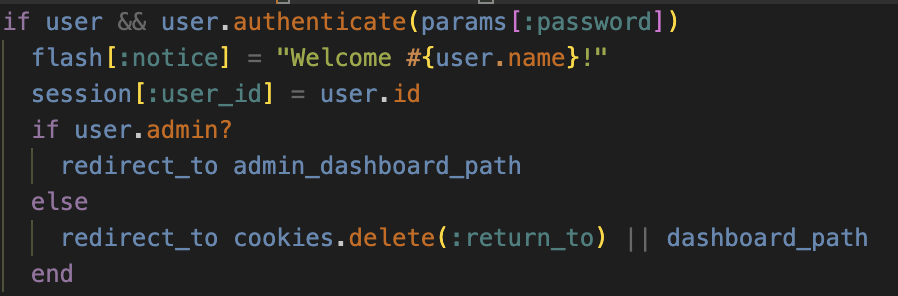 if user && user.authenticate(params[:password])
  flash[:notice] = "Welcome #{user.name}!"
  session[:user_id] = user.id
  if user.admin?
    redirect_to admin_dashboard_path
  else
    redirect_to cookies.delete(:return_to) || dashboard_path
  end